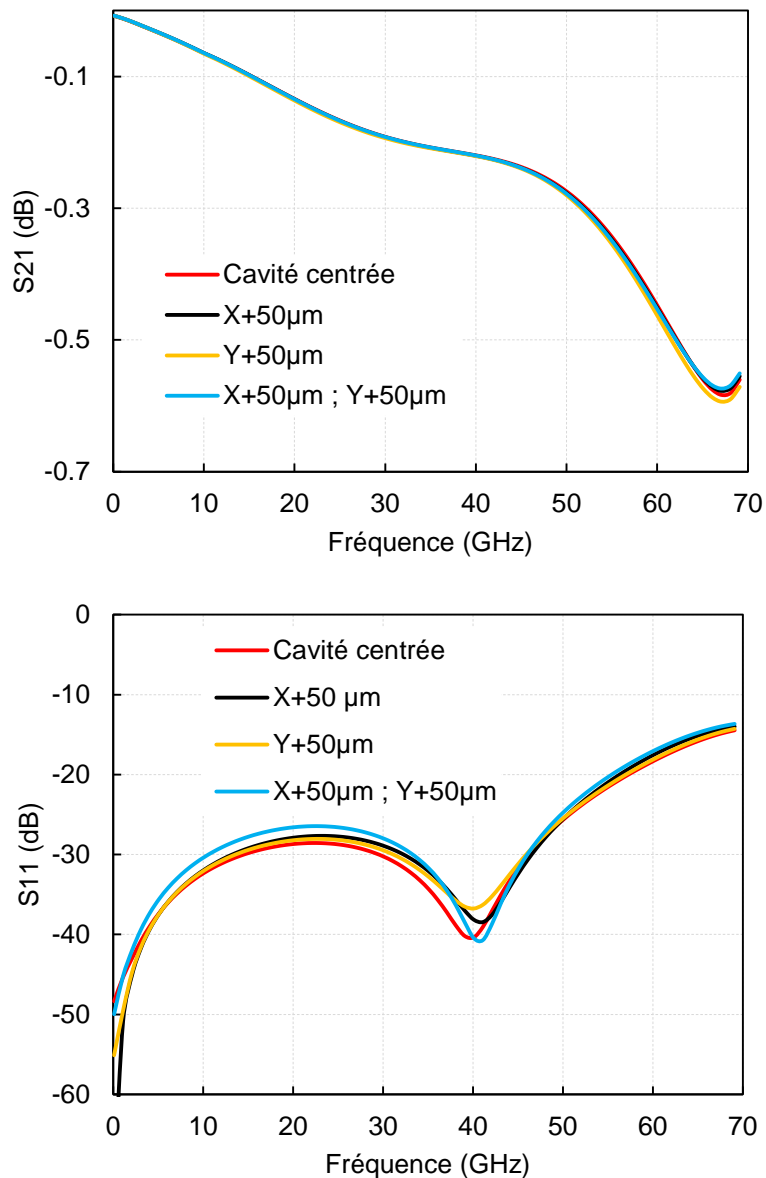 -0.1
-0.3
-0.5
-0.7
S21 (dB)
Cavité centrée
X+50µm
Y+50µm
X+50µm ; Y+50µm
0 10 20 30 40 50 60 70
Fréquence (GHz)
0
-10
-20
-30
-40
-50
-60
S11 (dB)
Cavité centrée
X+50 µm
Y+50µm
X+50µm ; Y+50µm
0 10 20 30 40 50 60 70
Fréquence (GHz)